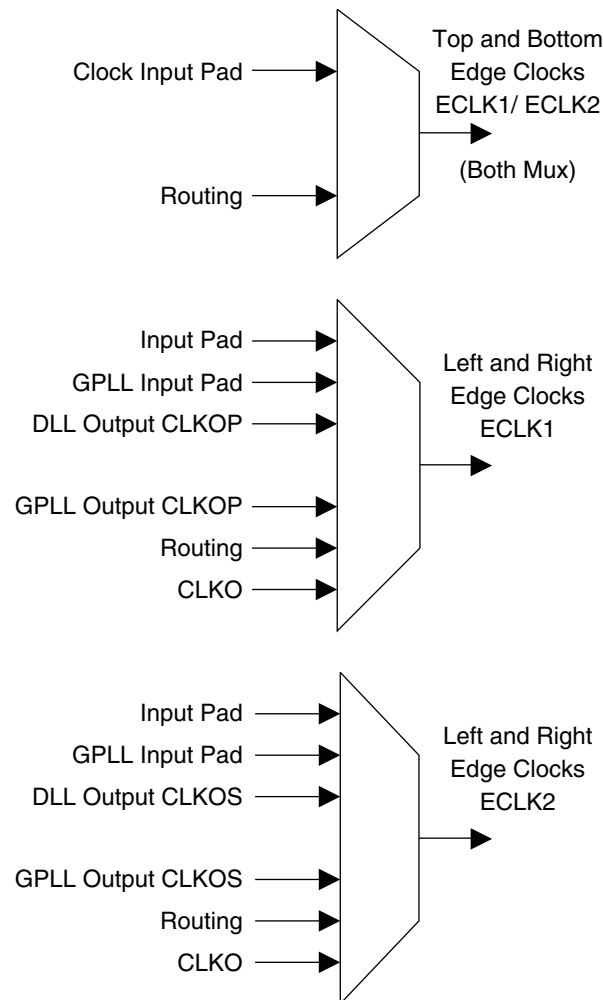 Clock Input Pad
Routing
Top and Bottom
Edge Clocks
ECLK1/ ECLK2
(Both Mux)
Input Pad
GPLL Input Pad
DLL Output CLKOP
GPLL Output CLKOP
Routing
CLKO
Left and Right
Edge Clocks
ECLK1
Input Pad
GPLL Input Pad
DLL Output CLKOS
GPLL Output CLKOS
Routing
CLKO
Left and Right
Edge Clocks
ECLK2